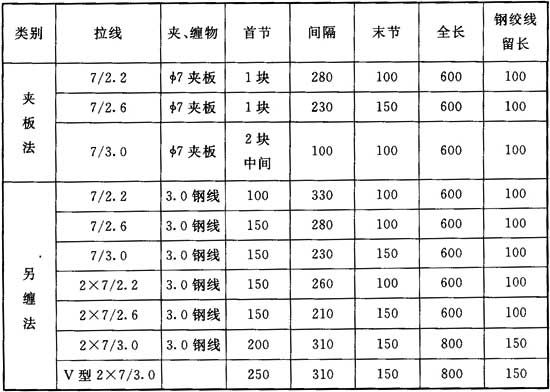 类别 拉线 夹、缠物 首节 间隔 末节 全长 钢绞线
留长
夹板法
7/2.2 ϕ7 夹板 1块 280 100 600 100
7/2.6 ϕ7 夹板 1块 230 150 600 100
7/3.0 ϕ7 夹板 2块
中间 100 100 600 100
另缠法
7/2.2 3.0钢线 100 330 100 600 100
7/2.6 3.0钢线 150 280 100 600 100
7/3.0 3.0钢线 150 230 150 600 100
2×7/2.2 3.0钢线 150 260 100 600 100
2×7/2.6 3.0钢线 150 210 150 600 100
2×7/3.0 3.0钢线 200 310 150 800 150
V型2×7/3.0 250 310 150 800 150